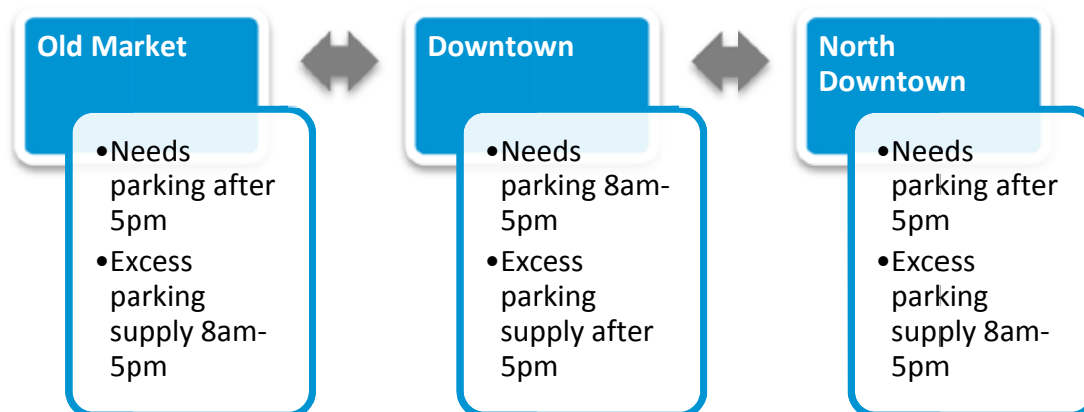 Old Market
•Needs
parking after
5pm
•Excess
parking
supply 8am-
5pm
Downtown
•Needs
parking 8am-
5pm
•Excess
parking
supply after
5pm
North
Downtown
•Needs
parking after
5pm
•Excess
parking
supply 8am-
5pm